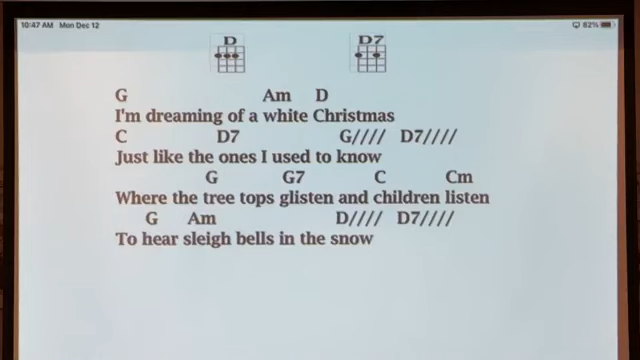 10:47 AM Mon Dec 12
82%
D D7
G Am D
I'm dreaming of a white Christmas
C D7 G//// D7////
Just like the ones I used to know
G G7 C Cm
Where the tree tops glisten and children listen
G Am D//// D7////
To hear sleigh bells in the snow